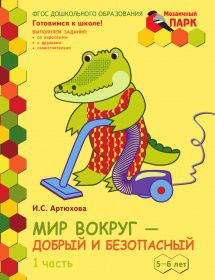 ФГОС ДОШКОЛЬНОГО ОБРАЗОВАНИЯ
Мозаичный
ПАРК
Готовимся к школе!
ВЫПОЛНЯЕМ ЗАДАНИЯ:
• со взрослыми
• с друзьями
• самостоятельно
И.С. Артюхова
МИР ВОКРУГ —
ДОБРЫЙ И БЕЗОПАСНЫЙ
1 часть
5–6 лет